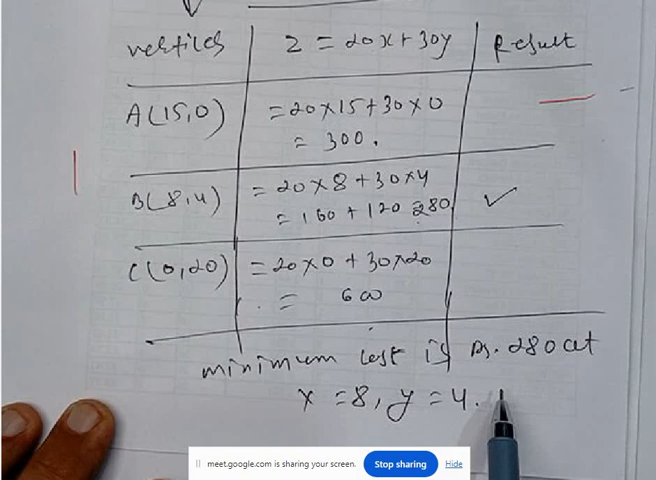 vertices Z = 20x + 30y Result
A(15,0) = 20×15 + 30×0
= 300.
B(8,4) = 20×8 + 30×4 ✓
= 160 + 120 = 280
C(0,20) = 20×0 + 30×20
= 600
minimum cost is Rs. 280 at
x = 8, y = 4.
meet.google.com is sharing your screen. Stop sharing Hide